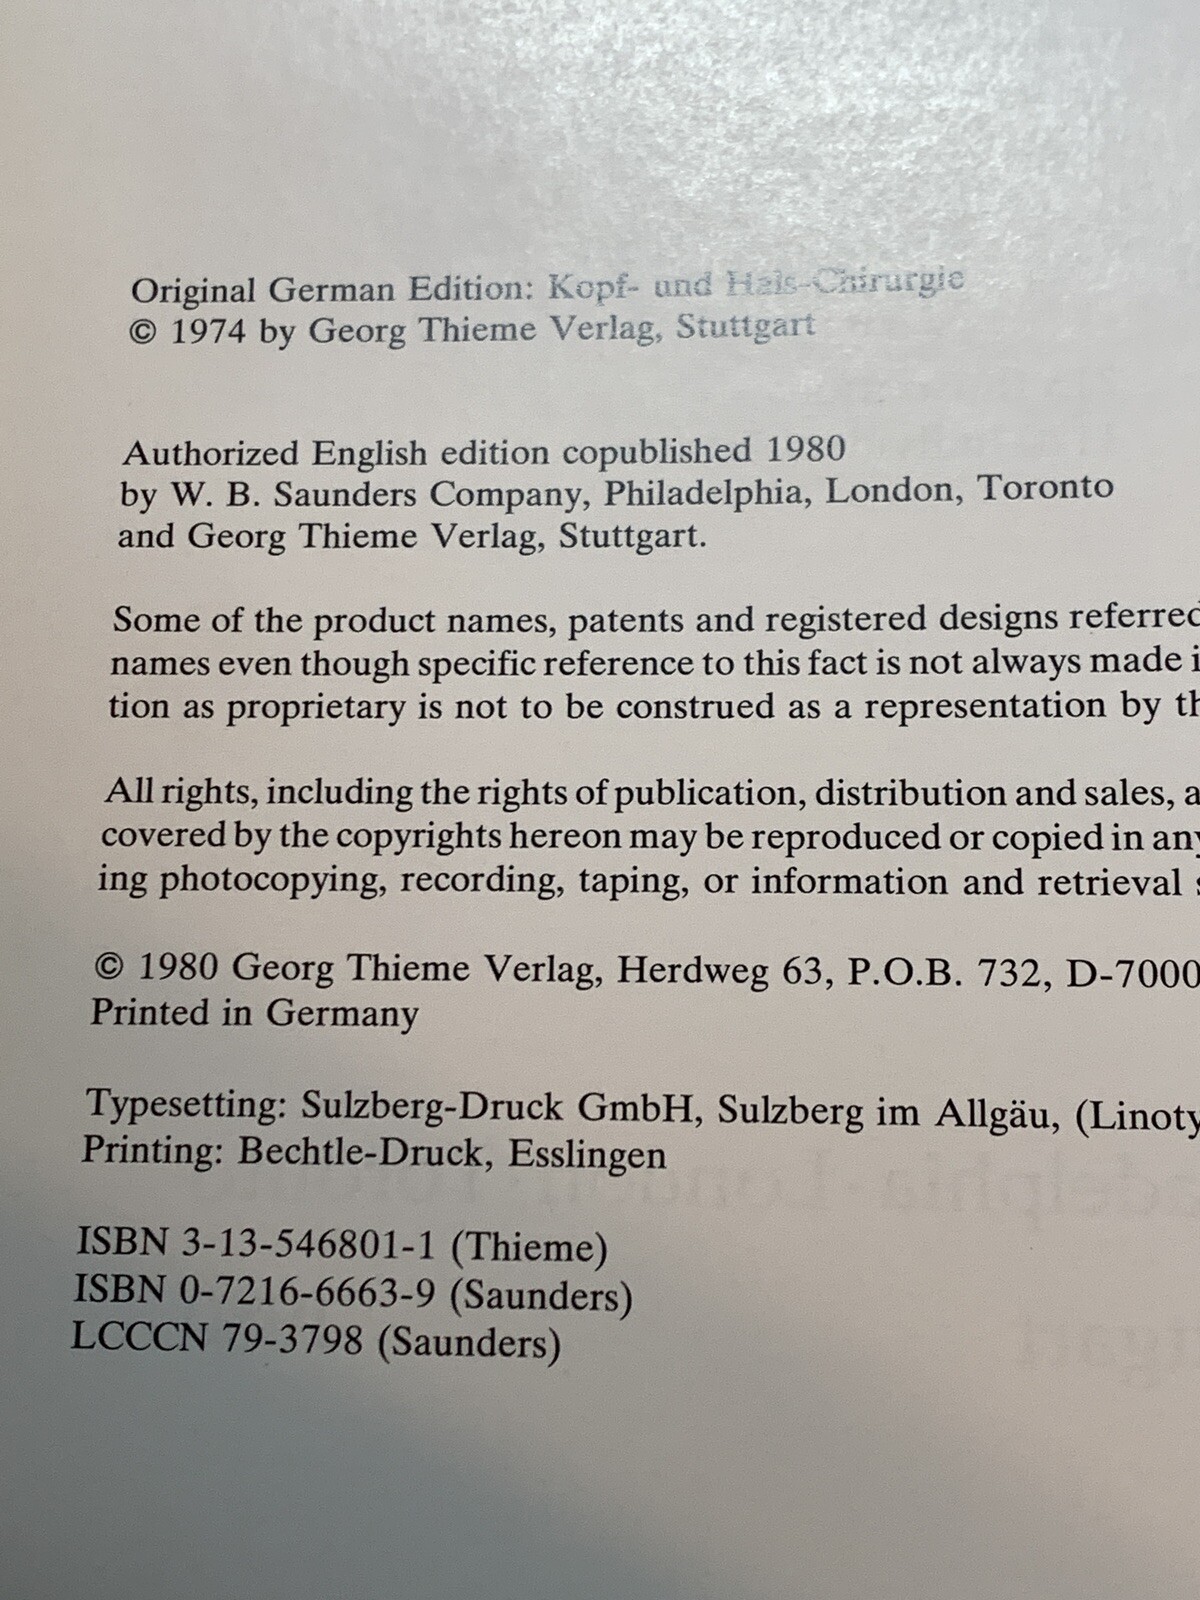 Original German Edition: Kopf- und Hals-Chirurgie
© 1974 by Georg Thieme Verlag, Stuttgart
Authorized English edition copublished 1980
by W. B. Saunders Company, Philadelphia, London, Toronto
and Georg Thieme Verlag, Stuttgart.
Some of the product names, patents and registered designs referred
names even though specific reference to this fact is not always made
tion as proprietary is not to be construed as a representation by
All rights, including the rights of publication, distribution and sales,
covered by the copyrights hereon may be reproduced or copied in any
ing photocopying, recording, taping, or information and retrieval
© 1980 Georg Thieme Verlag, Herdweg 63, P.O.B. 732, D-7000
Printed in Germany
Typesetting: Sulzberg-Druck GmbH, Sulzberg im Allgäu, (Linoty
Printing: Bechtle-Druck, Esslingen
ISBN 3-13-546801-1 (Thieme)
ISBN 0-7216-6663-9 (Saunders)
LCCCN 79-3798 (Saunders)